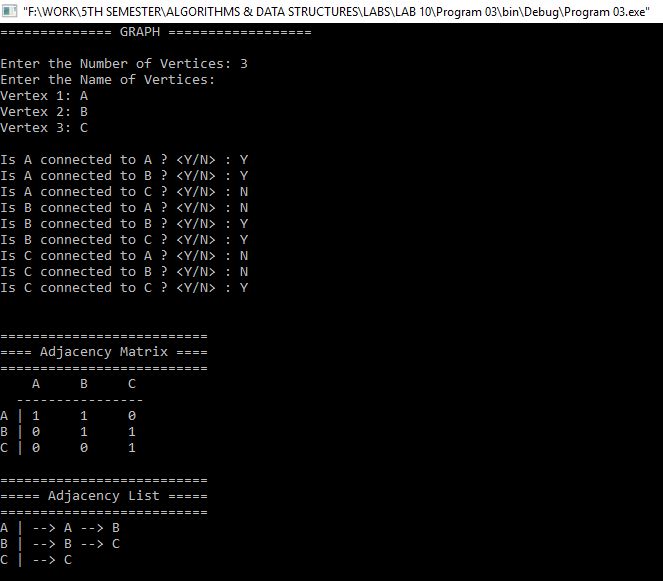 "F:\WORK\5TH SEMESTER\ALGORITHMS & DATA STRUCTURES\LABS\LAB 10\Program 03\bin\Debug\Program 03.exe"
============== GRAPH ==================
Enter the Number of Vertices: 3
Enter the Name of Vertices:
Vertex 1: A
Vertex 2: B
Vertex 3: C
Is A connected to A ? <Y/N> : Y
Is A connected to B ? <Y/N> : Y
Is A connected to C ? <Y/N> : N
Is B connected to A ? <Y/N> : N
Is B connected to B ? <Y/N> : Y
Is B connected to C ? <Y/N> : Y
Is C connected to A ? <Y/N> : N
Is C connected to B ? <Y/N> : N
Is C connected to C ? <Y/N> : Y
==========================
==== Adjacency Matrix ====
==========================
    A     B     C
  ----------------
A | 1     1     0
B | 0     1     1
C | 0     0     1
==========================
===== Adjacency List =====
==========================
A | --> A --> B
B | --> B --> C
C | --> C